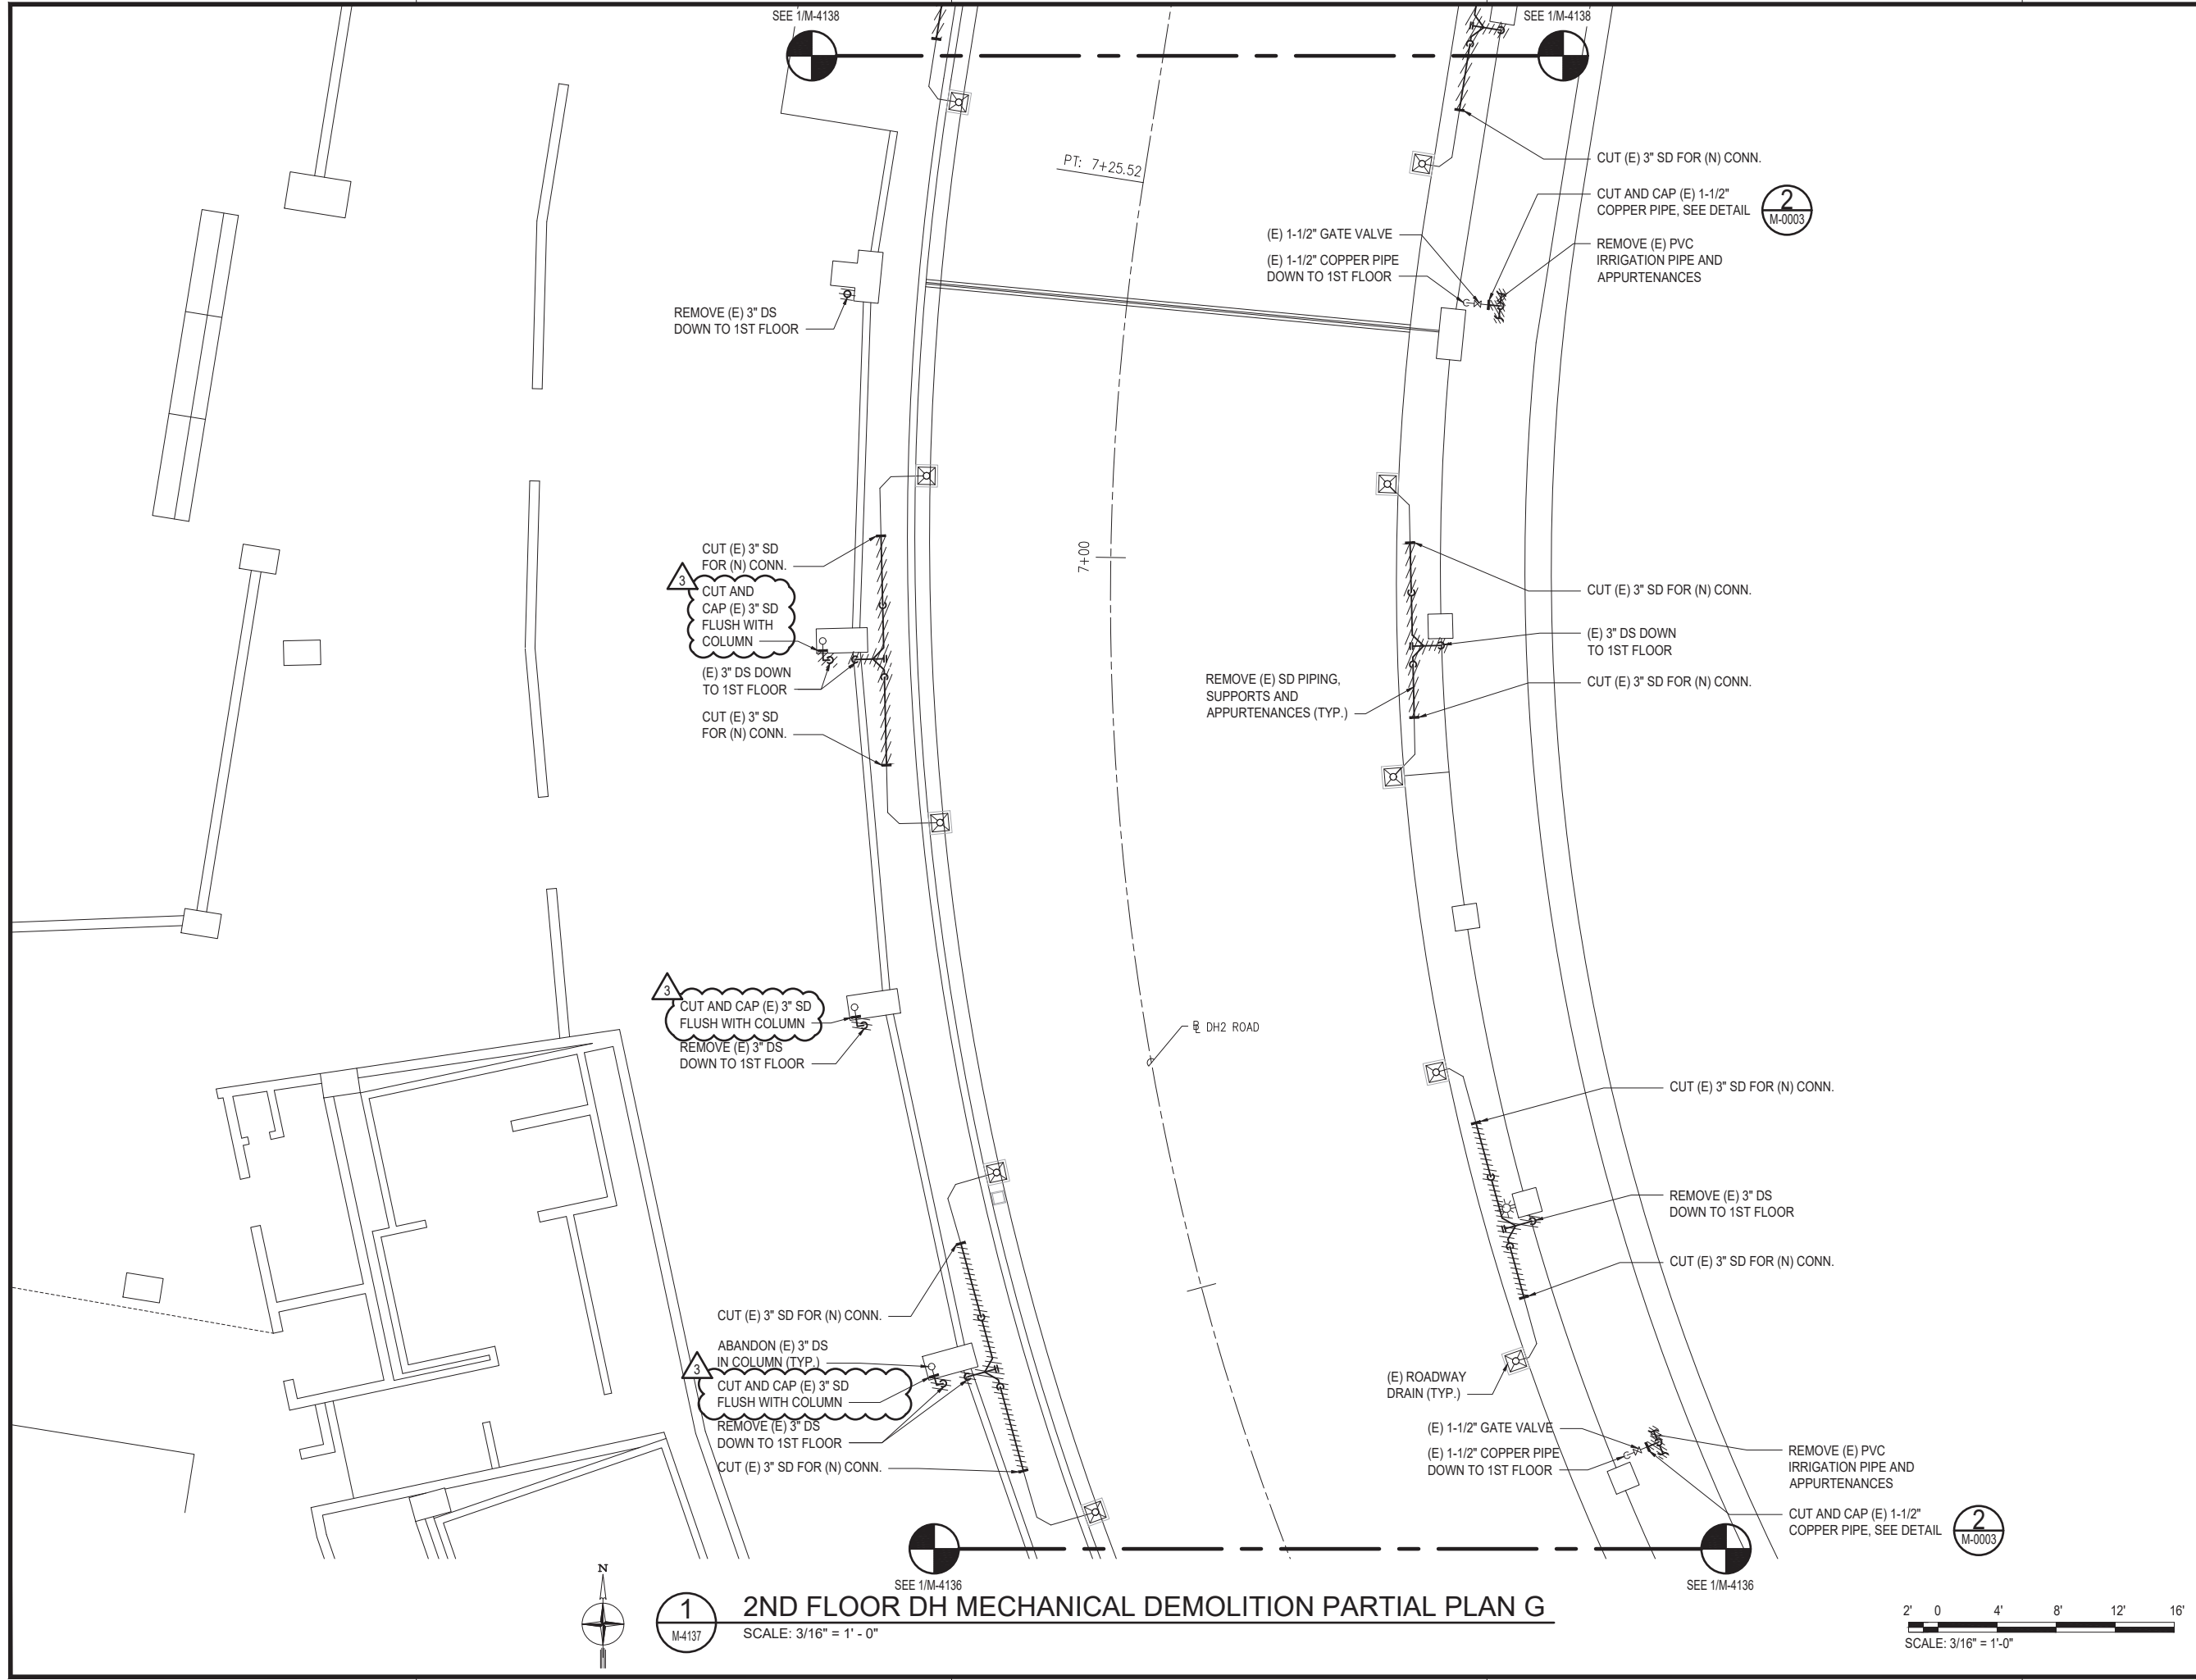 SEE 1/M-4138
SEE 1/M-4138
PT: 7+25.52
CUT (E) 3" SD FOR (N) CONN.
CUT AND CAP (E) 1-1/2"
COPPER PIPE, SEE DETAIL
2
M-0003
(E) 1-1/2" GATE VALVE
(E) 1-1/2" COPPER PIPE
DOWN TO 1ST FLOOR
REMOVE (E) PVC
IRRIGATION PIPE AND
APPURTENANCES
REMOVE (E) 3" DS
DOWN TO 1ST FLOOR
7+00
CUT (E) 3" SD
FOR (N) CONN.
3
CUT AND
CAP (E) 3" SD
FLUSH WITH
COLUMN
(E) 3" DS DOWN
TO 1ST FLOOR
CUT (E) 3" SD
FOR (N) CONN.
CUT (E) 3" SD FOR (N) CONN.
(E) 3" DS DOWN
TO 1ST FLOOR
CUT (E) 3" SD FOR (N) CONN.
REMOVE (E) SD PIPING,
SUPPORTS AND
APPURTENANCES (TYP.)
3
CUT AND CAP (E) 3" SD
FLUSH WITH COLUMN
REMOVE (E) 3" DS
DOWN TO 1ST FLOOR
DH2 ROAD
CUT (E) 3" SD FOR (N) CONN.
REMOVE (E) 3" DS
DOWN TO 1ST FLOOR
CUT (E) 3" SD FOR (N) CONN.
CUT (E) 3" SD FOR (N) CONN.
ABANDON (E) 3" DS
IN COLUMN (TYP.)
3
CUT AND CAP (E) 3" SD
FLUSH WITH COLUMN
REMOVE (E) 3" DS
DOWN TO 1ST FLOOR
CUT (E) 3" SD FOR (N) CONN.
(E) ROADWAY
DRAIN (TYP.)
(E) 1-1/2" GATE VALVE
(E) 1-1/2" COPPER PIPE
DOWN TO 1ST FLOOR
REMOVE (E) PVC
IRRIGATION PIPE AND
APPURTENANCES
CUT AND CAP (E) 1-1/2"
COPPER PIPE, SEE DETAIL
2
M-0003
SEE 1/M-4136
SEE 1/M-4136
N
1
M-4137
2ND FLOOR DH MECHANICAL DEMOLITION PARTIAL PLAN G
SCALE: 3/16" = 1' - 0"
2' 0 4' 8' 12' 16'
SCALE: 3/16" = 1'-0"